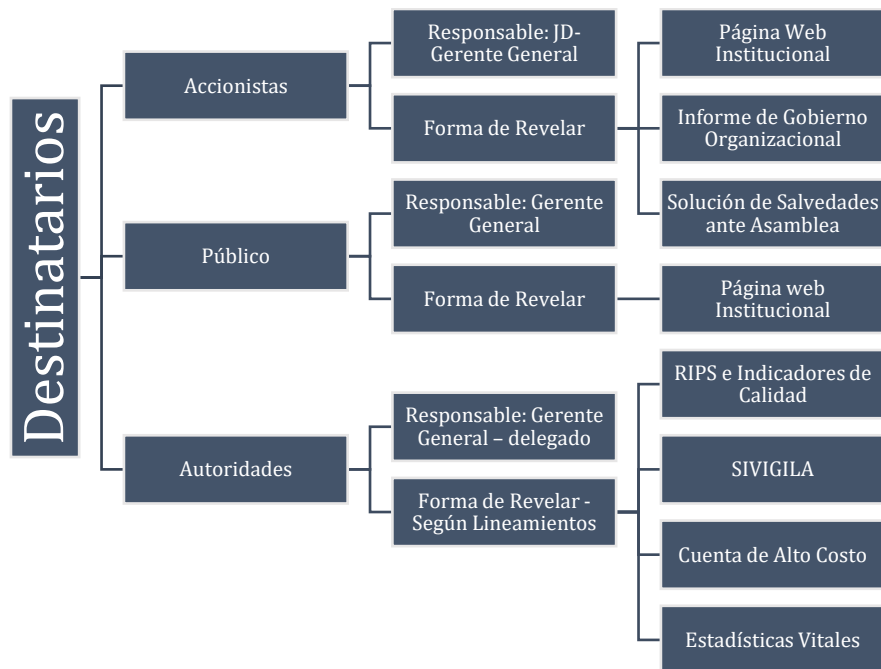 Destinatarios
Accionistas
Responsable: JD-
Gerente General
Forma de Revelar
Página Web
Institucional
Informe de Gobierno
Organizacional
Solución de Salvedades
ante Asamblea
Público
Responsable: Gerente
General
Forma de Revelar
Página web
Institucional
Autoridades
Responsable: Gerente
General – delegado
Forma de Revelar -
Según Lineamientos
RIPS e Indicadores de
Calidad
SIVIGILA
Cuenta de Alto Costo
Estadísticas Vitales